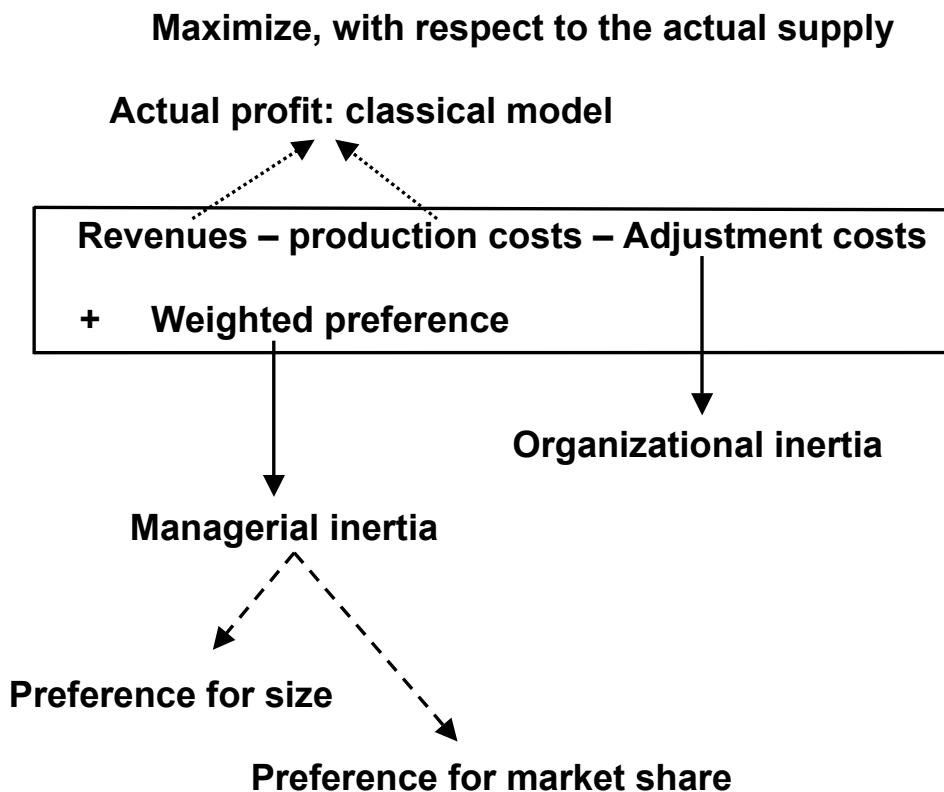 Maximize, with respect to the actual supply
Actual profit: classical model
Revenues – production costs – Adjustment costs
+ Weighted preference
Organizational inertia
Managerial inertia
Preference for size
Preference for market share